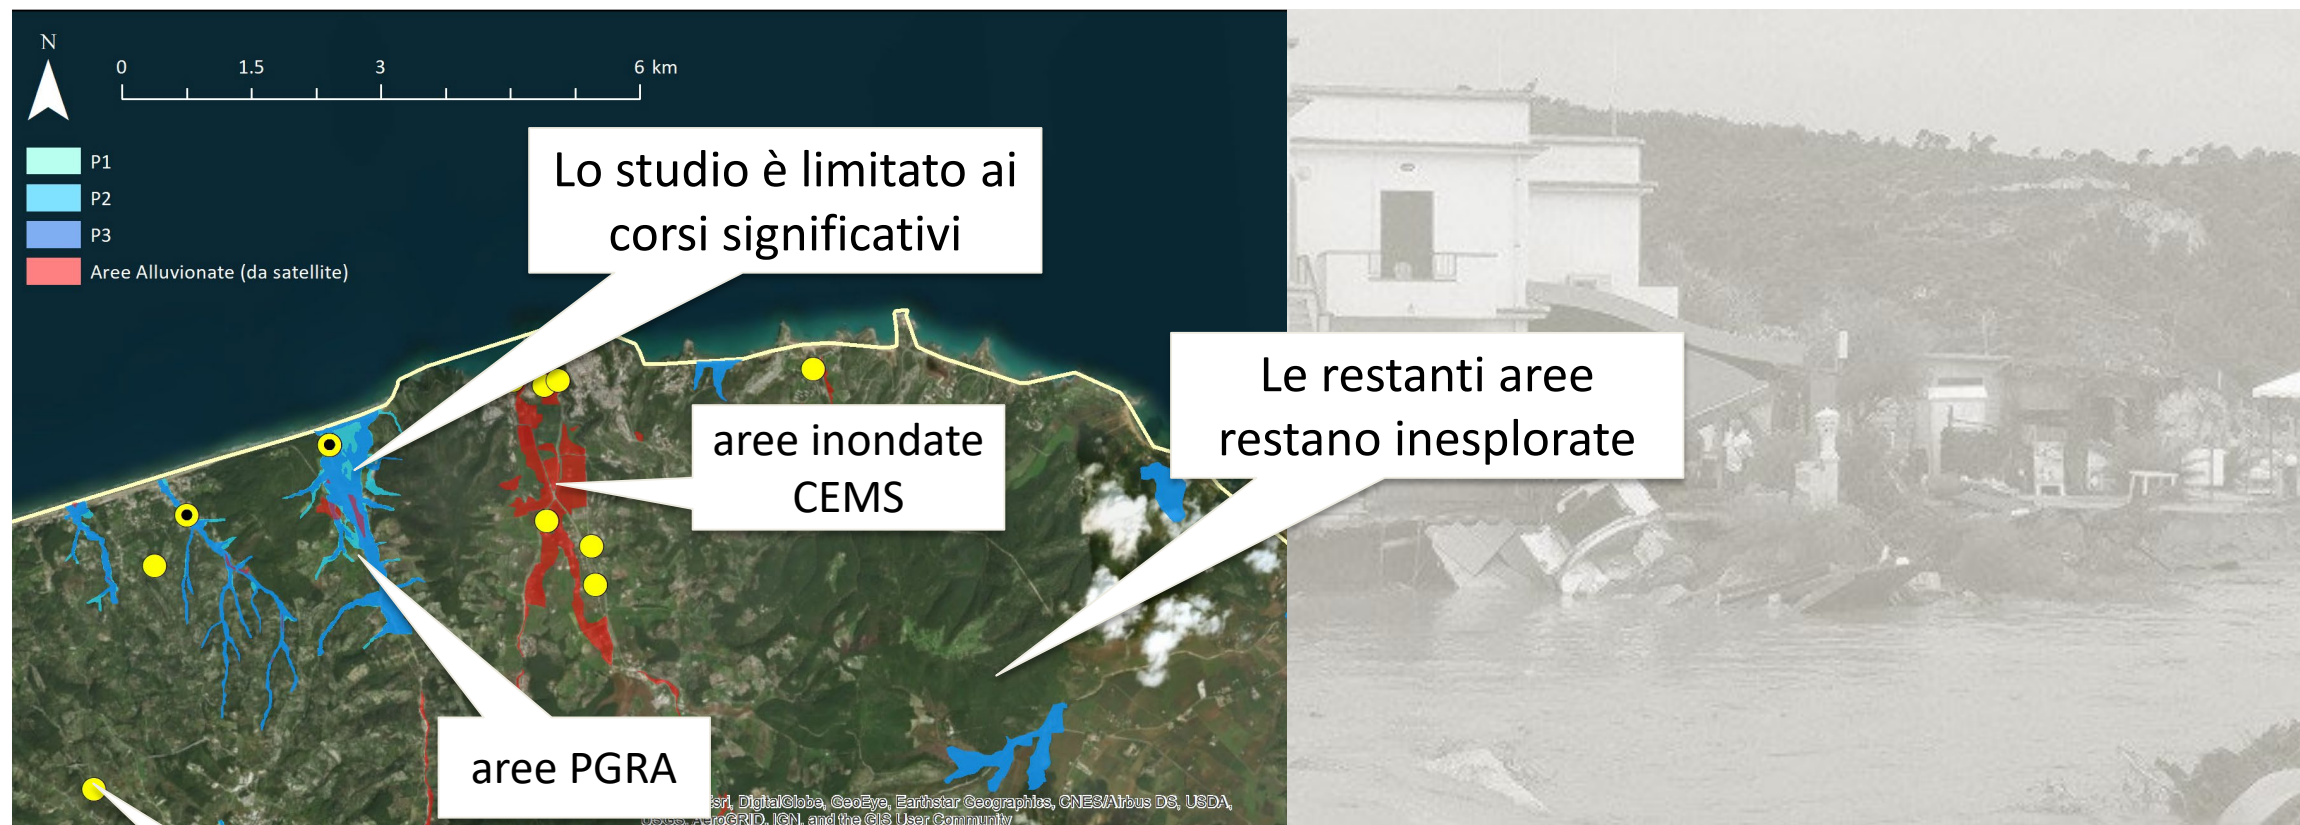 N
0 1.5 3 6 km
P1
P2
P3
Aree Alluvionate (da satellite)
Lo studio è limitato ai
corsi significativi
Le restanti aree
restano inesplorate
aree inondate
CEMS
aree PGRA
Esri, DigitalGlobe, GeoEye, Earthstar Geographics, CNES/Airbus DS, USDA,
USGS, AeroGRID, IGN, and the GIS User Community